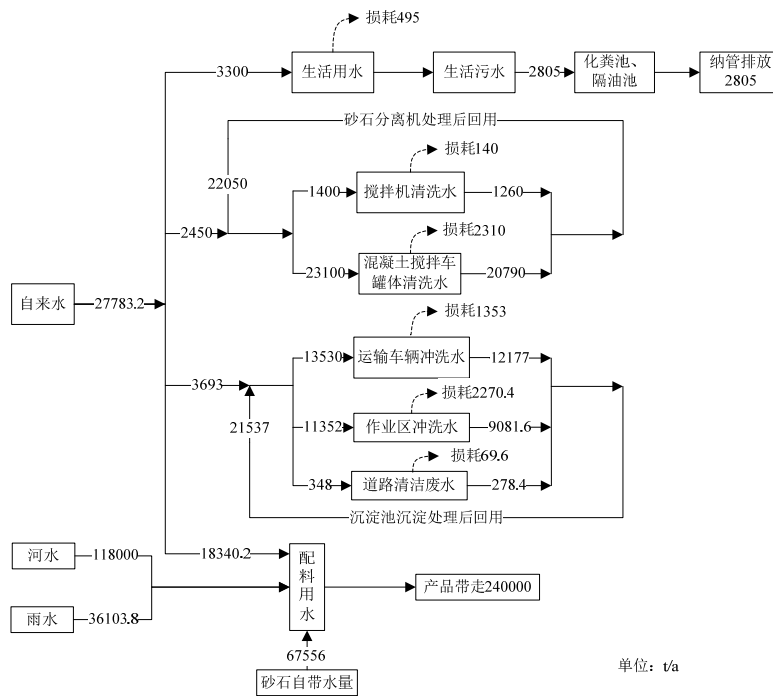 损耗495
3300
生活用水
生活污水
2805
化粪池、
隔油池
纳管排放
2805
砂石分离机处理后回用
损耗140
22050
1400
搅拌机清洗水
1260
2450
损耗2310
23100
混凝土搅拌车
罐体清洗水
20790
自来水
27783.2
损耗1353
13530
运输车辆冲洗水
12177
3693
损耗2270.4
21537
11352
作业区冲洗水
9081.6
损耗69.6
348
道路清洁废水
278.4
沉淀池沉淀处理后回用
河水
118000
18340.2
配料用水
产品带走240000
雨水
36103.8
67556
砂石自带水量
单位：t/a